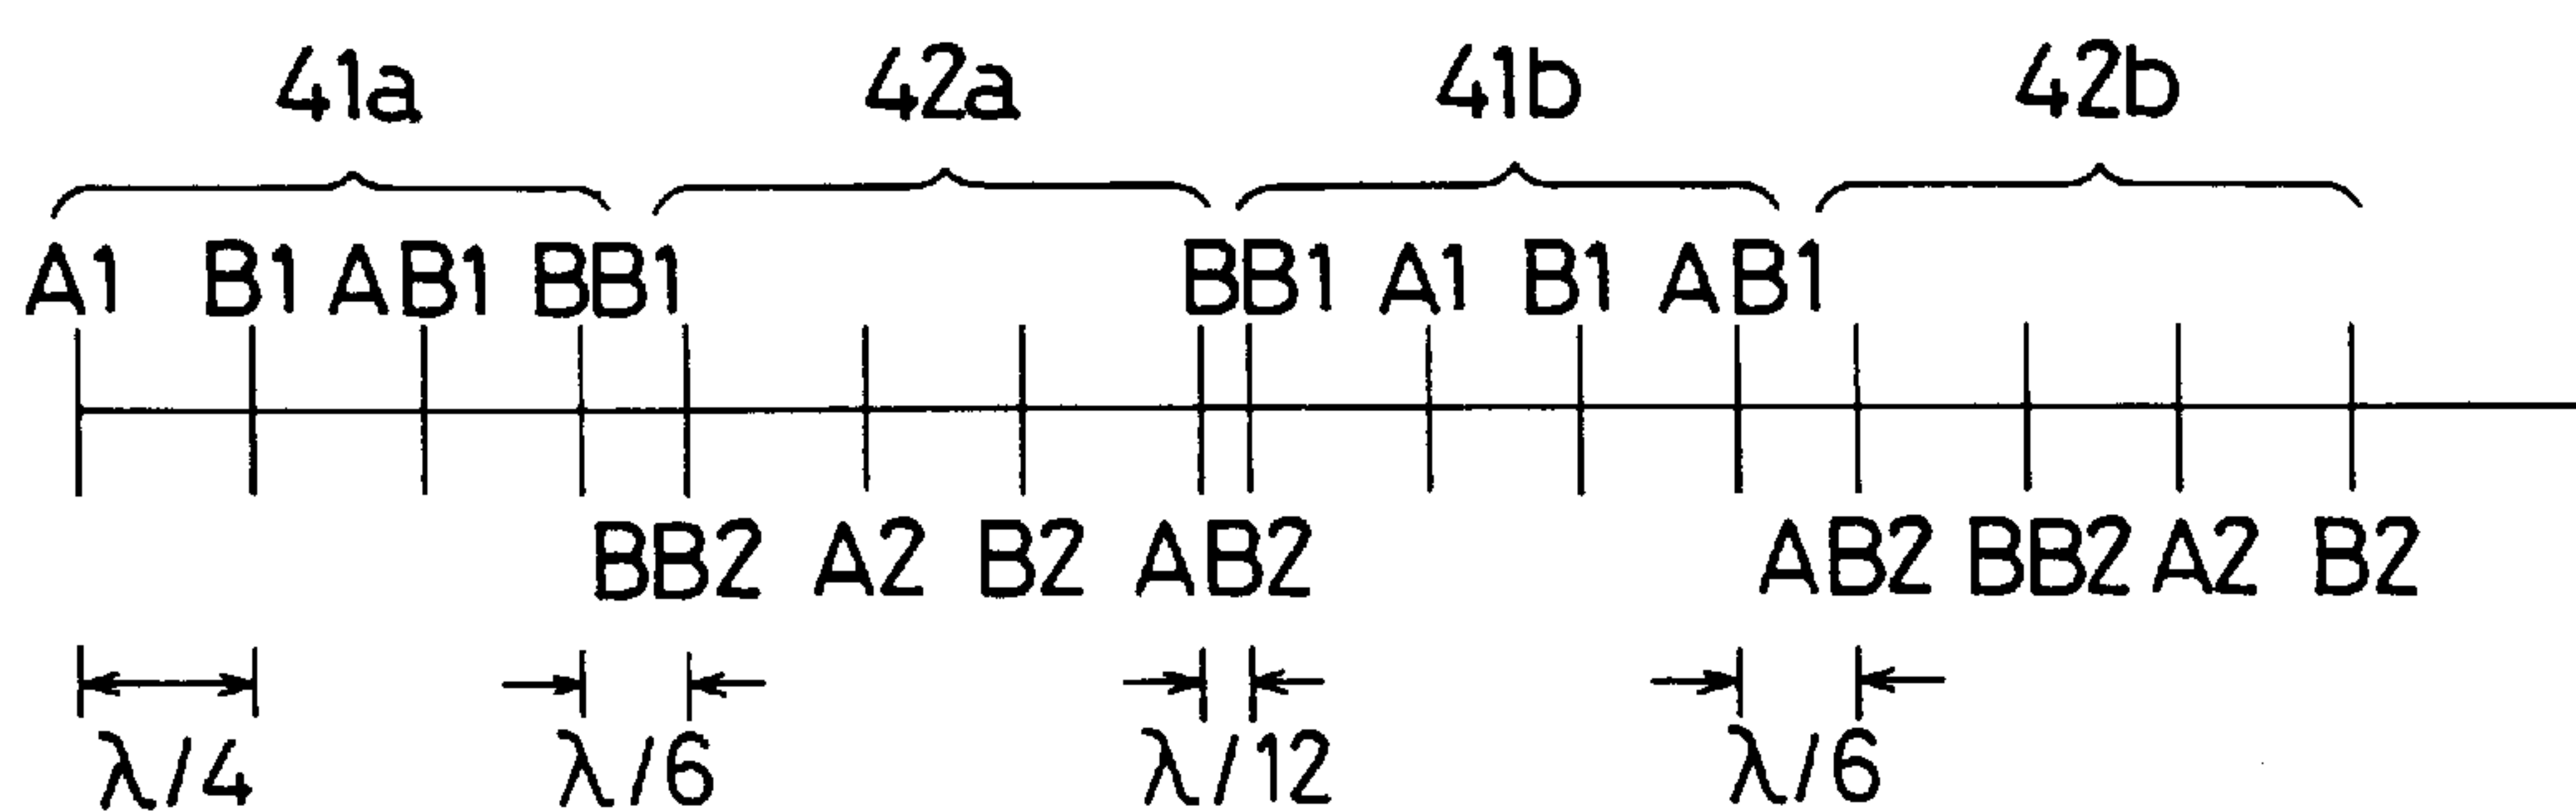 41a 42a 41b 42b
A1 B1 AB1 BB1 BB1 A1 B1 AB1
BB2 A2 B2 AB2 AB2 BB2 A2 B2
λ/4 λ/6 λ/12 λ/6